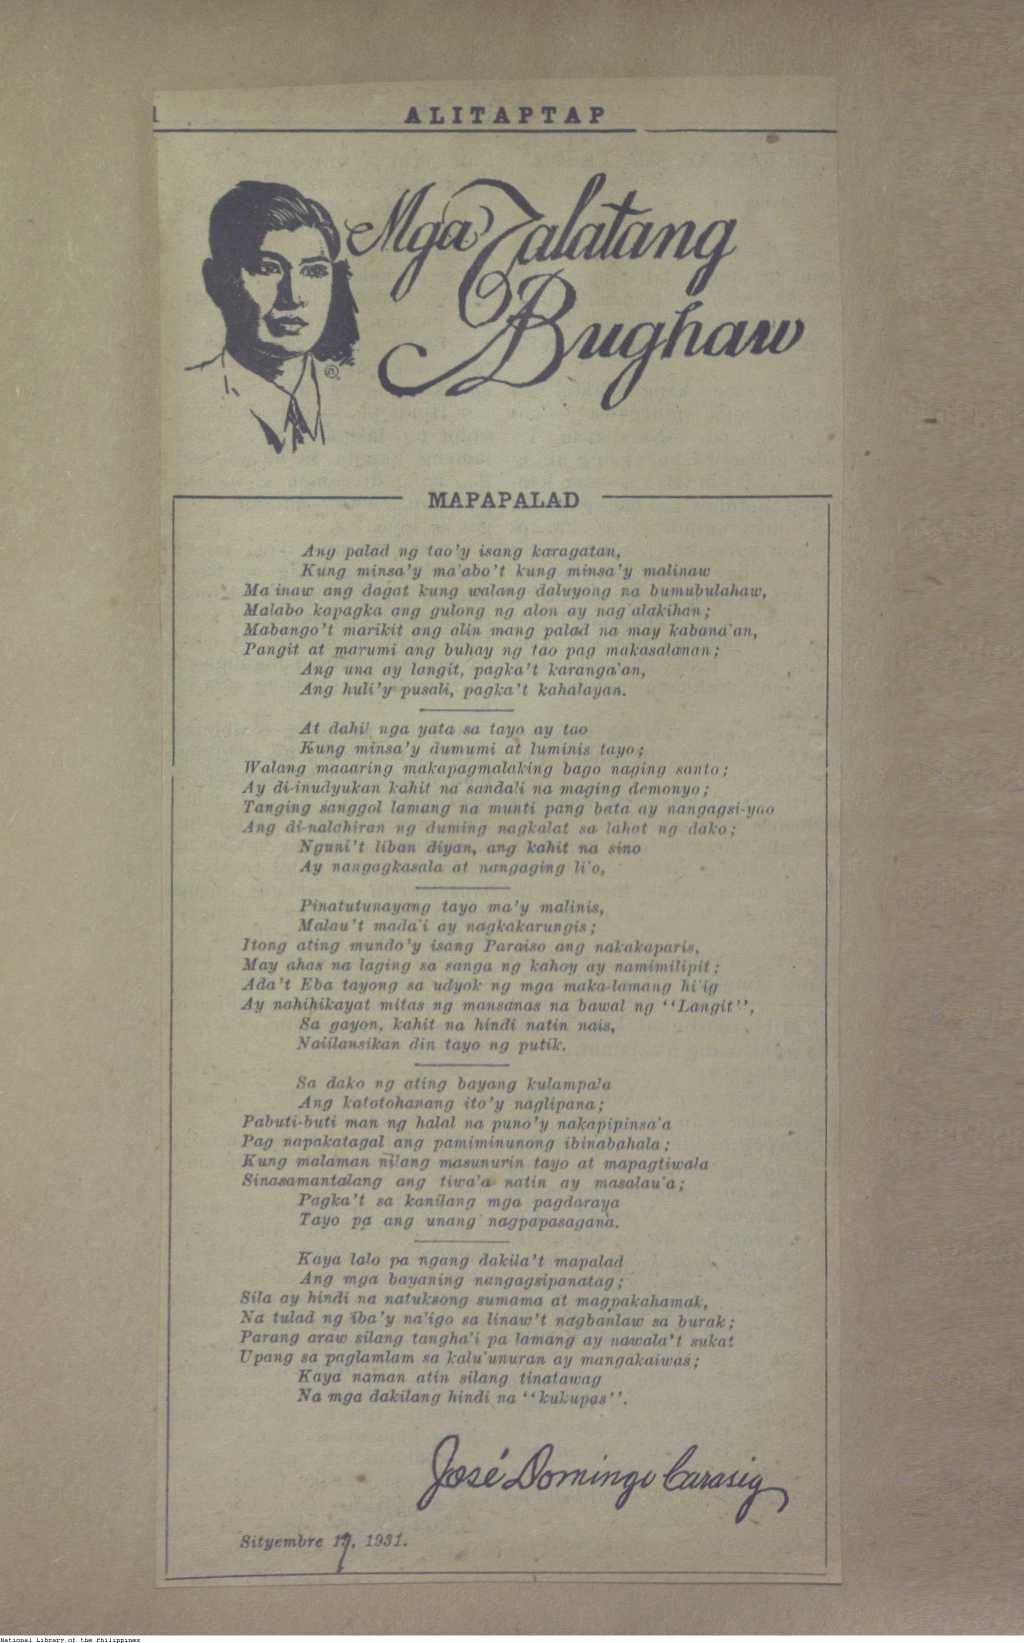 ALITAPTAP
Mga Talatang
Bughaw
MAPAPALAD
Ang palad ng tao'y isang karagatan,
Kung minsa'y ma'abo't kung minsa'y malinaw
Ma inaw ang dagat kung walang daluyong na bumubulahaw,
Malabo kapagka ang gulong ng alon ay nag'alakihan;
Mabango't marikit ang alin mang palad na may kabana'an,
Pangit at marumi ang buhay ng tao pag makasalanan;
Ang una ay langit, pagka't karanga'an,
Ang huli'y pusali, pagka't kahalayan.
At dahil nga yata sa tayo ay tao
Kung minsa'y dumumi at luminis tayo;
Walang maaaring makapagmalaking bago naging santo;
Ay di-inudyukan kahit na sandali na maging demonyo;
Tanging sanggol lamang na munti pang bata ay nangagsi-yao
Ang di-nalahiran ng duming nagkalat sa lahat ng dako;
Nguni't liban diyan, ang kahit na sino
Ay nangagkasala at nangaging li'o,
Pinatutunayang tayo ma'y malinis,
Malau't mada'i ay nagkakarungis;
Itong ating mundo'y isang Paraiso ang nakakaparis,
May ahas na laging sa sanga ng kahoy ay namimilipit;
Ada't Eba tayong sa udyok ng mga maka-lamang hi'ig
Ay nahihikayat mitas ng mansanas na bawal ng "Langit",
Sa gayon, kahit na hindi natin nais,
Naiilansikan din tayo ng putik.
Sa dako ng ating bayang kulampala
Ang katotohanang ito'y naglipana;
Pabuti-buti man ng halal na puno'y nakapipinsa'a
Pag napakatagal ang pamiminunong ibinabahala;
Kung malaman nilang masunurin tayo at mapagtiwala
Sinasamantalang ang tiwa'a natin ay masalau'a;
Pagka't sa kanilang mga pagdaraya
Tayo pa ang unang nagpapasagana.
Kaya lalo pa ngang dakila't mapalad
Ang mga bayaning nangagsipanatag;
Sila ay hindi na natuksong sumama at magpakahamak,
Na tulad ng iba'y na'igo sa linaw't nagbanlaw sa burak;
Parang araw silang tangha'i pa lamang ay nawala't sukat
Upang sa paglamlam sa kalu'unuran ay mangakaiwas;
Kaya naman atin silang tinatawag
Na mga dakilang hindi na "kukupas".
José Domingo Carasig
Sityembre 17, 1931.
National Library of the Philippines